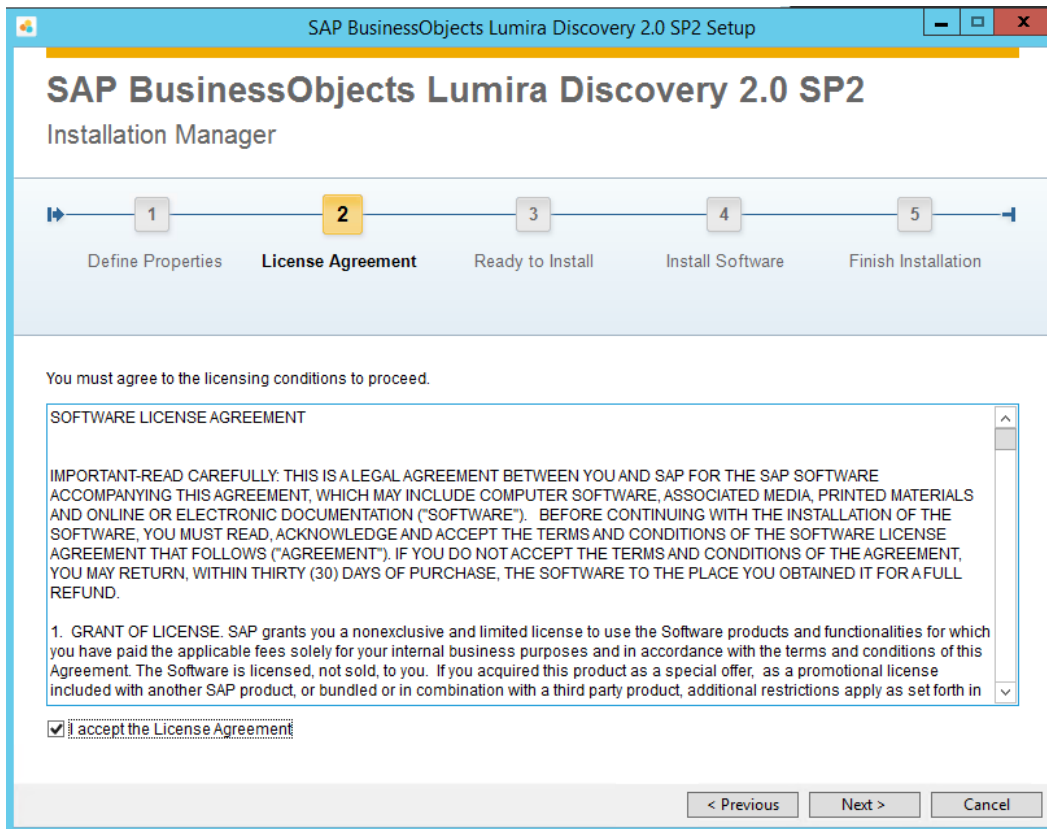 SAP BusinessObjects Lumira Discovery 2.0 SP2 Setup
SAP BusinessObjects Lumira Discovery 2.0 SP2
Installation Manager
1 2 3 4 5
Define Properties License Agreement Ready to Install Install Software Finish Installation
You must agree to the licensing conditions to proceed.
SOFTWARE LICENSE AGREEMENT
IMPORTANT-READ CAREFULLY: THIS IS A LEGAL AGREEMENT BETWEEN YOU AND SAP FOR THE SAP SOFTWARE
ACCOMPANYING THIS AGREEMENT, WHICH MAY INCLUDE COMPUTER SOFTWARE, ASSOCIATED MEDIA, PRINTED MATERIALS
AND ONLINE OR ELECTRONIC DOCUMENTATION ("SOFTWARE"). BEFORE CONTINUING WITH THE INSTALLATION OF THE
SOFTWARE, YOU MUST READ, ACKNOWLEDGE AND ACCEPT THE TERMS AND CONDITIONS OF THE SOFTWARE LICENSE
AGREEMENT THAT FOLLOWS ("AGREEMENT"). IF YOU DO NOT ACCEPT THE TERMS AND CONDITIONS OF THE AGREEMENT,
YOU MAY RETURN, WITHIN THIRTY (30) DAYS OF PURCHASE, THE SOFTWARE TO THE PLACE YOU OBTAINED IT FOR A FULL
REFUND.
1. GRANT OF LICENSE. SAP grants you a nonexclusive and limited license to use the Software products and functionalities for which
you have paid the applicable fees solely for your internal business purposes and in accordance with the terms and conditions of this
Agreement. The Software is licensed, not sold, to you. If you acquired this product as a special offer, as a promotional license
included with another SAP product, or bundled or in combination with a third party product, additional restrictions apply as set forth in
I accept the License Agreement
< Previous Next > Cancel